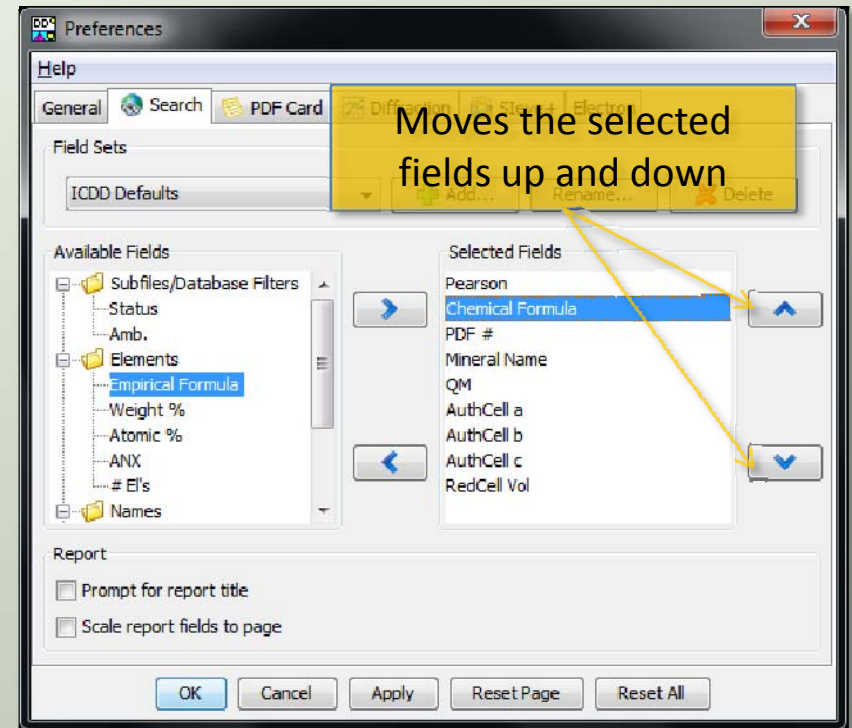 Preferences
Help
General Search PDF Card Diffraction SIeve+ Electron
Moves the selected
fields up and down
Field Sets
ICDD Defaults Add... Rename... Delete
Available Fields
Subfiles/Database Filters
Status
Amb.
Elements
Empirical Formula
Weight %
Atomic %
ANX
# El's
Names
Selected Fields
Pearson
Chemical Formula
PDF #
Mineral Name
QM
AuthCell a
AuthCell b
AuthCell c
RedCell Vol
Report
Prompt for report title
Scale report fields to page
OK Cancel Apply Reset Page Reset All